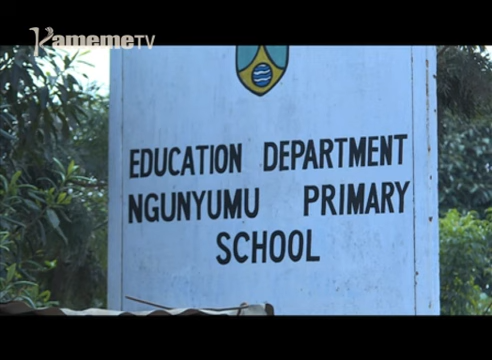 KamemeTV
EDUCATION DEPARTMENT
NGUNYUMU PRIMARY
SCHOOL